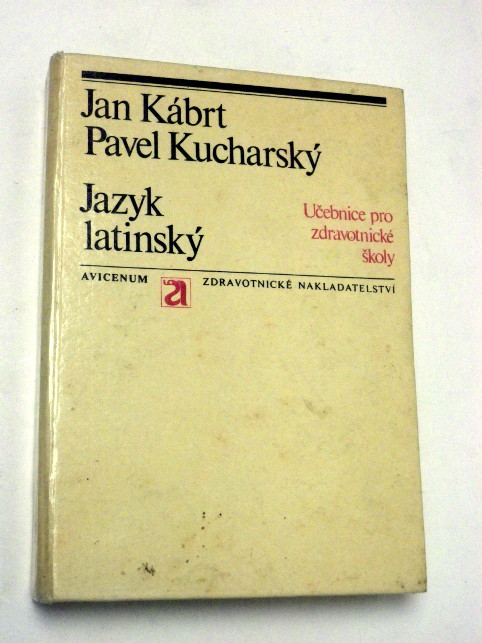 Jan Kábrt
Pavel Kucharský
Jazyk
latinský
Učebnice pro
zdravotnické
školy
AVICENUM a ZDRAVOTNICKÉ NAKLADATELSTVÍ